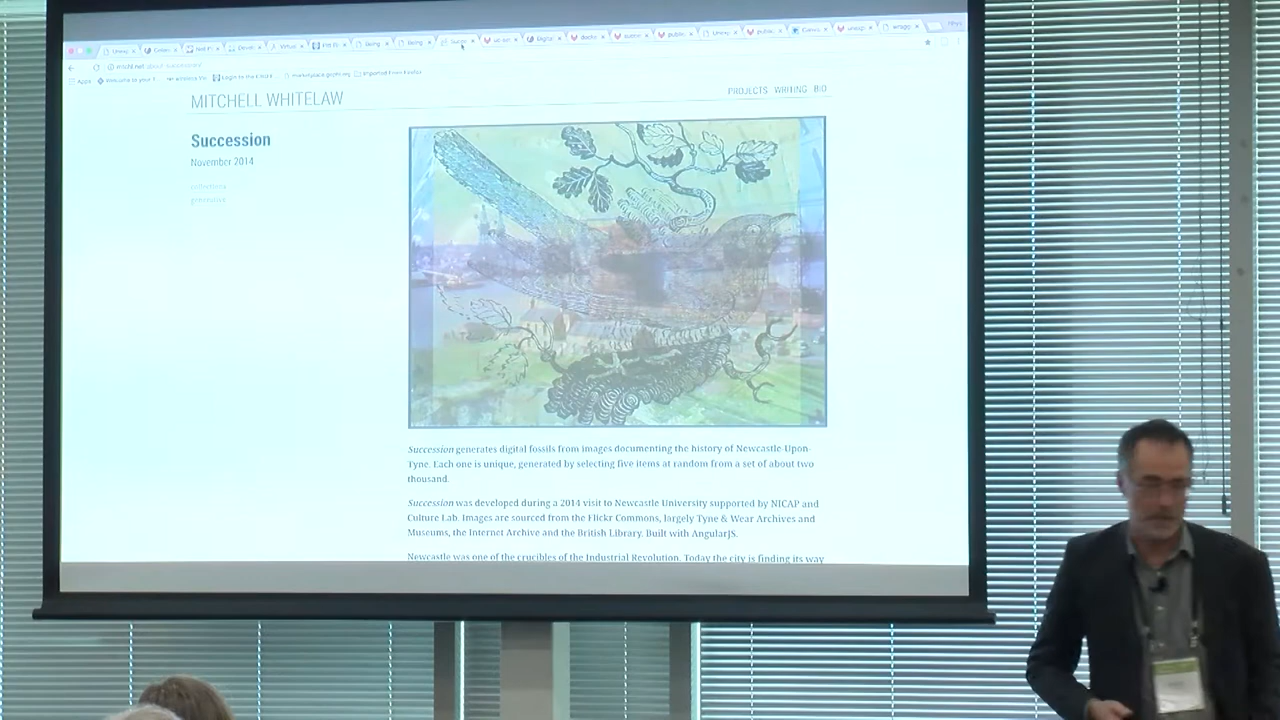 Apps
MITCHELL WHITELAW
PROJECTS WRITING BIO
Succession
November 2014
collections
generative
Succession generates digital fossils from images documenting the history of Newcastle-Upon-
Tyne. Each one is unique, generated by selecting five items at random from a set of about two
thousand.
Succession was developed during a 2014 visit to Newcastle University supported by NICAP and
Culture Lab. Images are sourced from the Flickr Commons, largely Tyne & Wear Archives and
Museums, the Internet Archive and the British Library. Built with AngularJS.
Newcastle was one of the crucibles of the Industrial Revolution. Today the city is finding its way